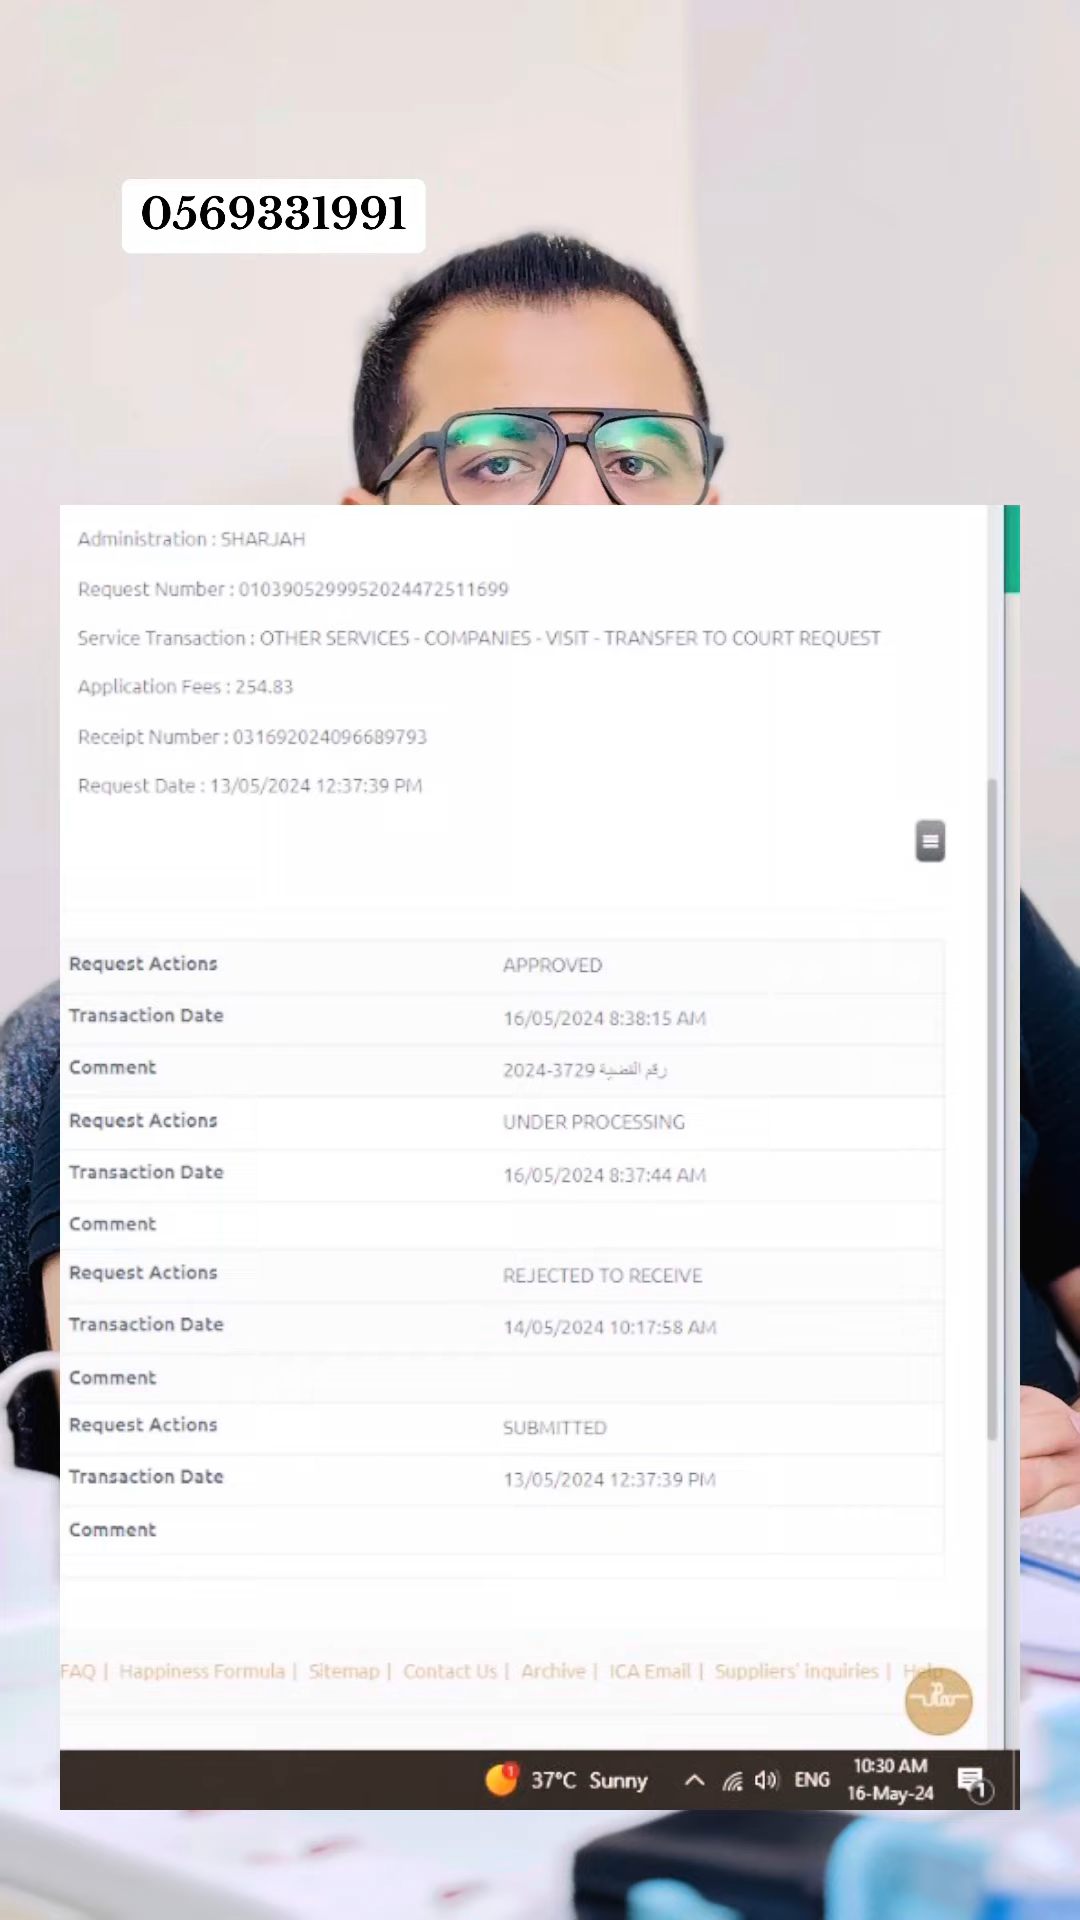 0569331991
Administration : SHARJAH
Request Number : 0103905299952024472511699
Service Transaction : OTHER SERVICES - COMPANIES - VISIT - TRANSFER TO COURT REQUEST
Application Fees : 254.83
Receipt Number : 031692024096689793
Request Date : 13/05/2024 12:37:39 PM
Request Actions APPROVED
Transaction Date 16/05/2024 8:38:15 AM
Comment رقم القضية 3729-2024
Request Actions UNDER PROCESSING
Transaction Date 16/05/2024 8:37:44 AM
Comment
Request Actions REJECTED TO RECEIVE
Transaction Date 14/05/2024 10:17:58 AM
Comment
Request Actions SUBMITTED
Transaction Date 13/05/2024 12:37:39 PM
Comment
FAQ | Happiness Formula | Sitemap | Contact Us | Archive | ICA Email | Suppliers' inquiries | Help
1 37°C Sunny ENG 10:30 AM
16-May-24 1